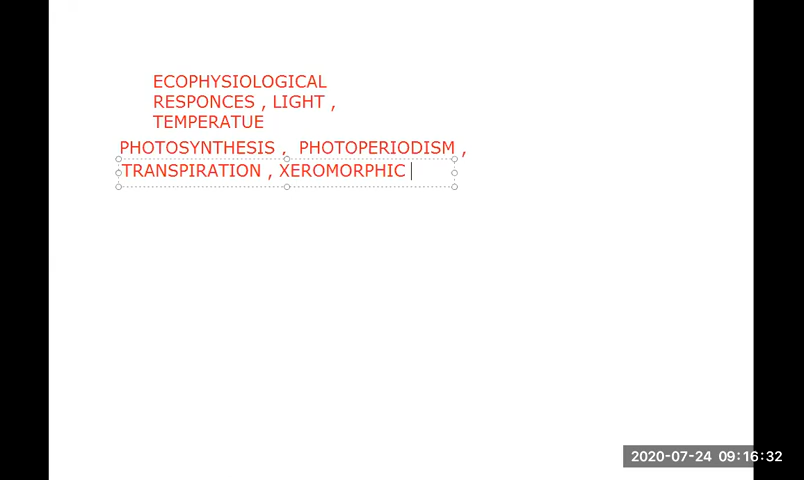 ECOPHYSIOLOGICAL
RESPONCES , LIGHT ,
TEMPERATUE
PHOTOSYNTHESIS , PHOTOPERIODISM ,
TRANSPIRATION , XEROMORPHIC
2020-07-24 09:16:32